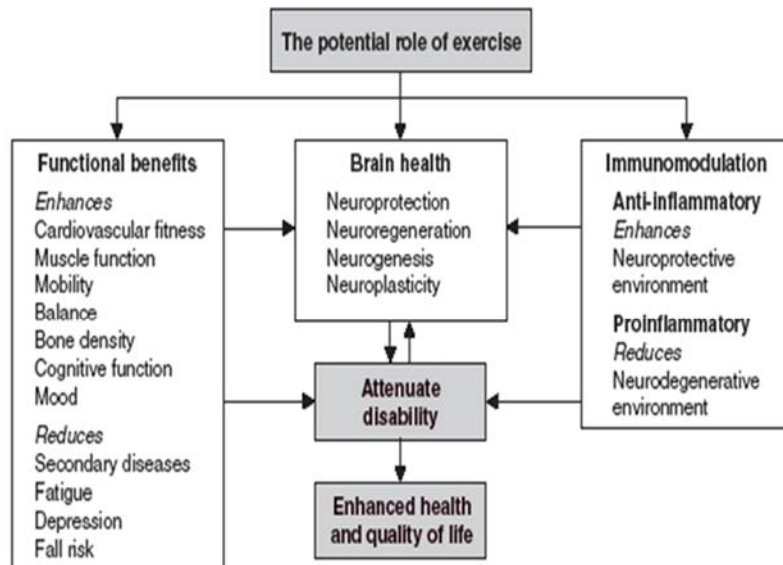 The potential role of exercise
Functional benefits
Enhances
Cardiovascular fitness
Muscle function
Mobility
Balance
Bone density
Cognitive function
Mood
Reduces
Secondary diseases
Fatigue
Depression
Fall risk
Brain health
Neuroprotection
Neuroregeneration
Neurogenesis
Neuroplasticity
Immunomodulation
Anti-inflammatory
Enhances
Neuroprotective
environment
Proinflammatory
Reduces
Neurodegenerative
environment
Attenuate
disability
Enhanced health
and quality of life